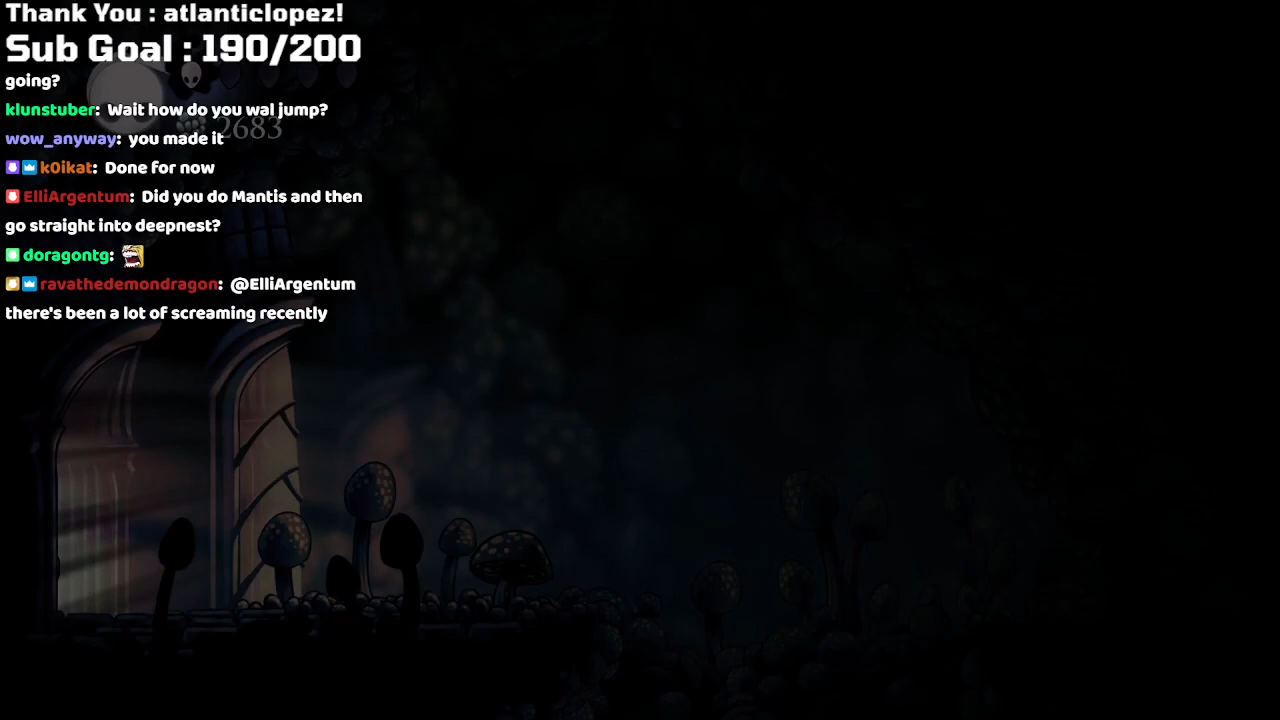 Thank You : atlanticlopez!
Sub Goal : 190/200
going?
klunstuber: Wait how do you wal jump?
2683
wow_anyway: you made it
k0ikat: Done for now
ElliArgentum: Did you do Mantis and then
go straight into deepnest?
doragontg:
ravathedemondragon: @ElliArgentum
there's been a lot of screaming recently